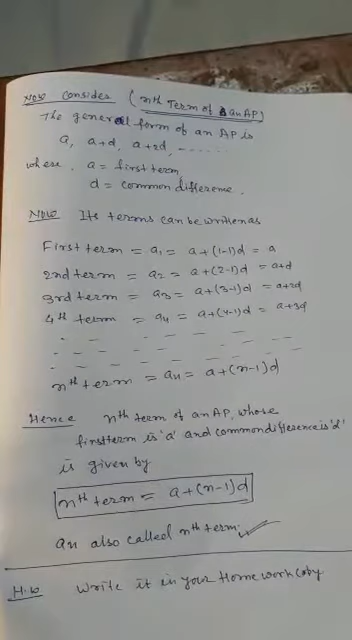 Now consider (nth Term of an AP)
The general form of an AP is
a, a+d, a+2d, ......
where, a = first term,
d = common difference.
Now Its terms can be written as
First term = a₁ = a+(1-1)d = a
2nd term = a₂ = a+(2-1)d = a+d
3rd term = a₃ = a+(3-1)d = a+2d
4th term = a₄ = a+(4-1)d = a+3d
- - - - -
- - - - -
nth term = an = a+(n-1)d
Hence nth term of an AP, whose
first term is 'a' and common difference is 'd'
is given by
nth term = a+(n-1)d
an also called nth term.
H.W Write it in your Home work copy